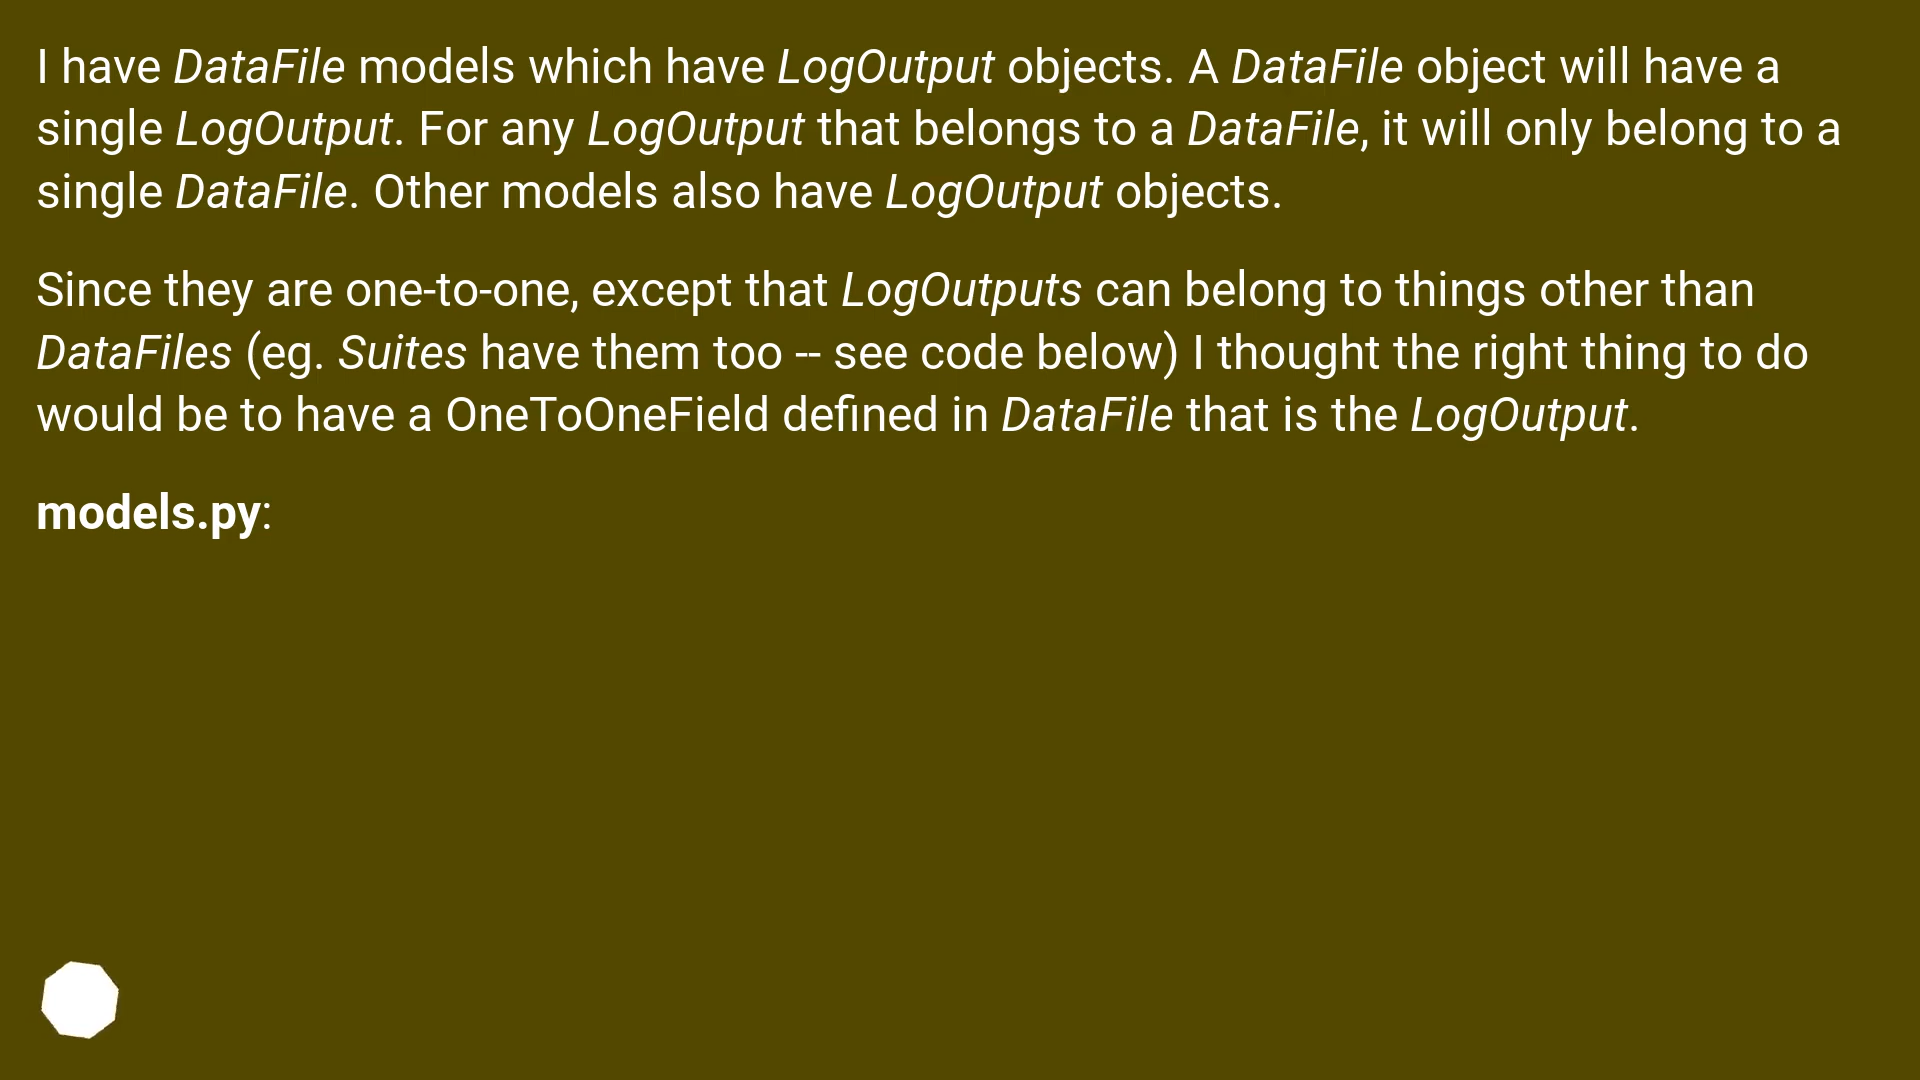 I have DataFile models which have LogOutput objects. A DataFile object will have a
single LogOutput. For any LogOutput that belongs to a DataFile, it will only belong to a
single DataFile. Other models also have LogOutput objects.
Since they are one-to-one, except that LogOutputs can belong to things other than
DataFiles (eg. Suites have them too -- see code below) I thought the right thing to do
would be to have a OneToOneField defined in DataFile that is the LogOutput.
models.py: